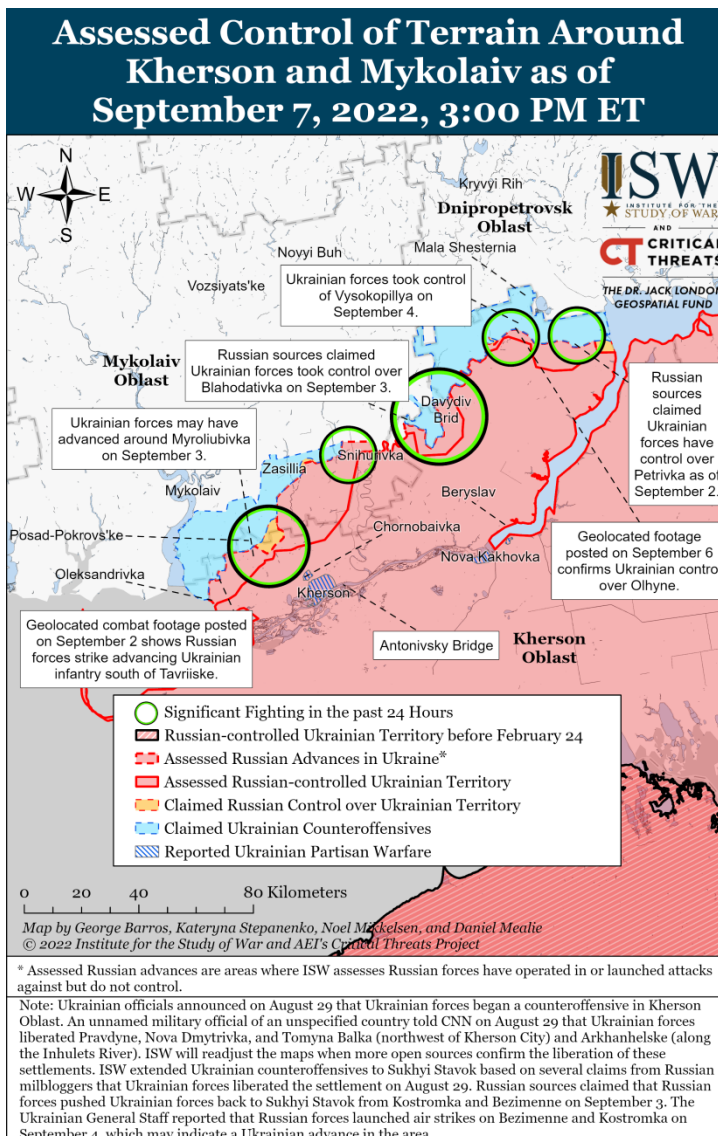 Assessed Control of Terrain Around
Kherson and Mykolaiv as of
September 7, 2022, 3:00 PM ET
N
W E
S
ISW
INSTITUTE FOR THE
STUDY OF WAR
AND
CT CRITICAL
THREATS
THE DR. JACK LONDON
GEOSPATIAL FUND
Kryvyi Rih
Dnipropetrovsk
Oblast
Mala Shesternia
Novyi Buh
Vozsiyats'ke
Ukrainian forces took control
of Vysokopillya on
September 4.
Mykolaiv
Oblast
Russian sources claimed
Ukrainian forces took control over
Blahodativka on September 3.
Russian
sources
claimed
Ukrainian
forces have
control over
Petrivka as of
September 2.
Davydiv
Brid
Ukrainian forces may have
advanced around Myroliubivka
on September 3.
Snihurivka
Zasillia
Mykolaiv
Beryslav
Chornobaivka
Posad-Pokrovs'ke
Nova Kakhovka
Geolocated footage
posted on September 6
confirms Ukrainian control
over Olhyne.
Oleksandrivka
Kherson
Geolocated combat footage posted
on September 2 shows Russian
forces strike advancing Ukrainian
infantry south of Tavriiske.
Antonivsky Bridge
Kherson
Oblast
Significant Fighting in the past 24 Hours
Russian-controlled Ukrainian Territory before February 24
Assessed Russian Advances in Ukraine*
Assessed Russian-controlled Ukrainian Territory
Claimed Russian Control over Ukrainian Territory
Claimed Ukrainian Counteroffensives
Reported Ukrainian Partisan Warfare
0 20 40 80 Kilometers
Map by George Barros, Kateryna Stepanenko, Noel Mikkelsen, and Daniel Mealie
© 2022 Institute for the Study of War and AEI's Critical Threats Project
* Assessed Russian advances are areas where ISW assesses Russian forces have operated in or launched attacks
against but do not control.
Note: Ukrainian officials announced on August 29 that Ukrainian forces began a counteroffensive in Kherson
Oblast. An unnamed military official of an unspecified country told CNN on August 29 that Ukrainian forces
liberated Pravdyne, Nova Dmytrivka, and Tomyna Balka (northwest of Kherson City) and Arkhanhelske (along
the Inhulets River). ISW will readjust the maps when more open sources confirm the liberation of these
settlements. ISW extended Ukrainian counteroffensives to Sukhyi Stavok based on several claims from Russian
milbloggers that Ukrainian forces liberated the settlement on August 29. Russian sources claimed that Russian
forces pushed Ukrainian forces back to Sukhyi Stavok from Kostromka and Bezimenne on September 3. The
Ukrainian General Staff reported that Russian forces launched air strikes on Bezimenne and Kostromka on
September 4, which may indicate a Ukrainian advance in the area.